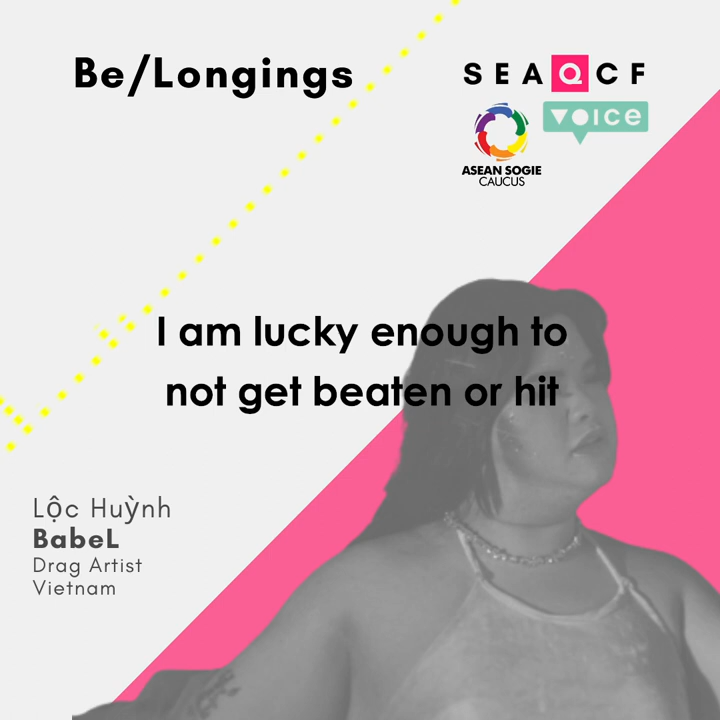 Be/Longings
SEAQCF
VOICE
ASEAN SOGIE
CAUCUS
I am lucky enough to
not get beaten or hit
Lộc Huỳnh
BabeL
Drag Artist
Vietnam